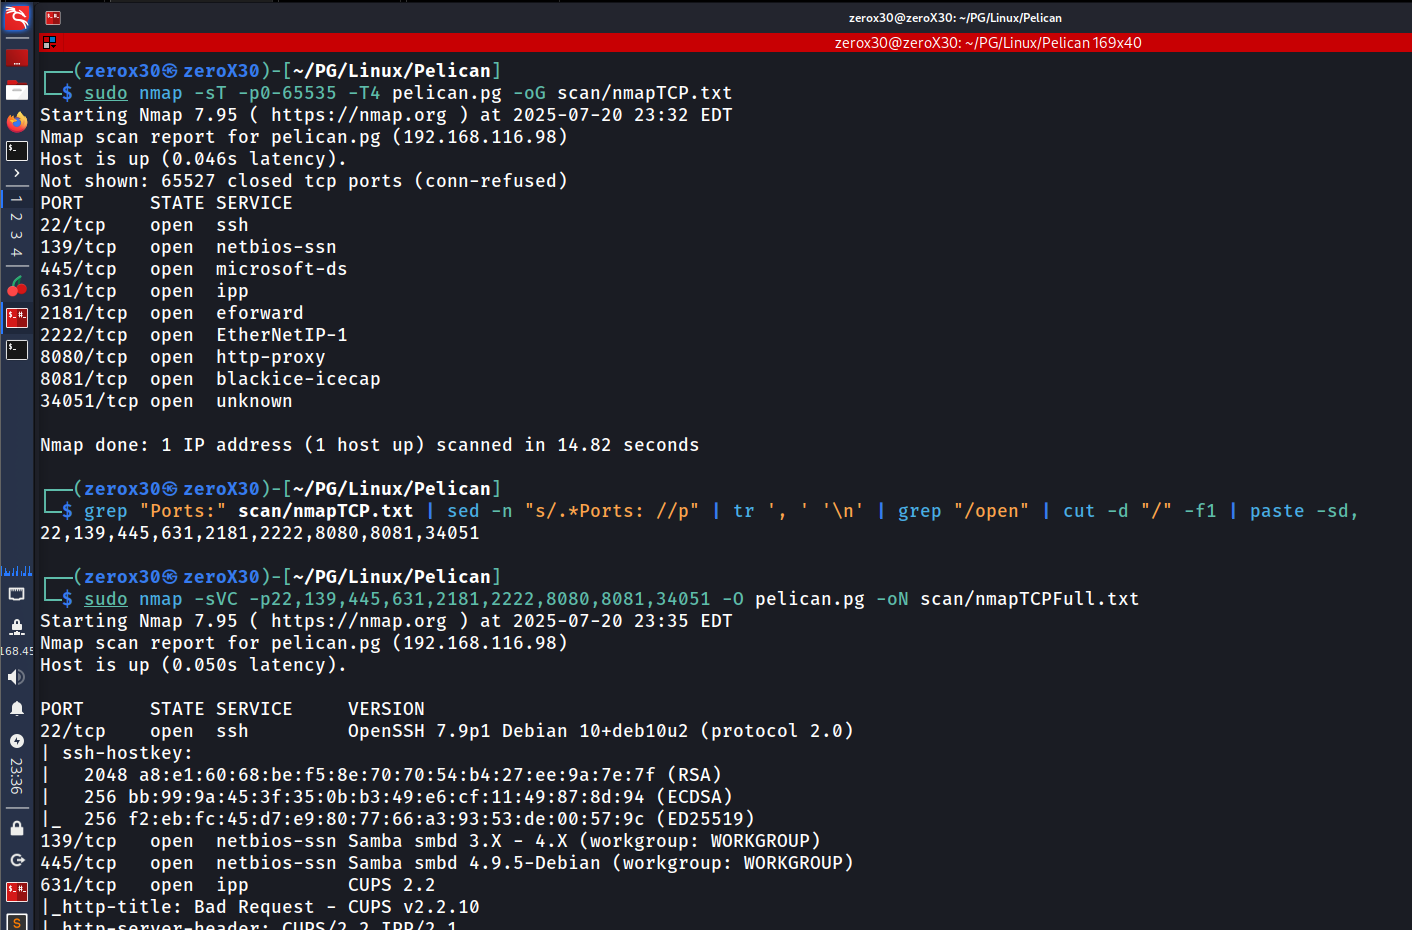 zerox30@zeroX30: ~/PG/Linux/Pelican
zerox30@zeroX30: ~/PG/Linux/Pelican 169x40
┌──(zerox30㉿zeroX30)-[~/PG/Linux/Pelican]
└─$ sudo nmap -sT -p0-65535 -T4 pelican.pg -oG scan/nmapTCP.txt
Starting Nmap 7.95 ( https://nmap.org ) at 2025-07-20 23:32 EDT
Nmap scan report for pelican.pg (192.168.116.98)
Host is up (0.046s latency).
Not shown: 65527 closed tcp ports (conn-refused)
PORT      STATE SERVICE
22/tcp    open  ssh
139/tcp   open  netbios-ssn
445/tcp   open  microsoft-ds
631/tcp   open  ipp
2181/tcp  open  eforward
2222/tcp  open  EtherNetIP-1
8080/tcp  open  http-proxy
8081/tcp  open  blackice-icecap
34051/tcp open  unknown
Nmap done: 1 IP address (1 host up) scanned in 14.82 seconds
┌──(zerox30㉿zeroX30)-[~/PG/Linux/Pelican]
└─$ grep "Ports:" scan/nmapTCP.txt | sed -n "s/.*Ports: //p" | tr ', ' '\n' | grep "/open" | cut -d "/" -f1 | paste -sd,
22,139,445,631,2181,2222,8080,8081,34051
┌──(zerox30㉿zeroX30)-[~/PG/Linux/Pelican]
└─$ sudo nmap -sVC -p22,139,445,631,2181,2222,8080,8081,34051 -O pelican.pg -oN scan/nmapTCPFull.txt
Starting Nmap 7.95 ( https://nmap.org ) at 2025-07-20 23:35 EDT
Nmap scan report for pelican.pg (192.168.116.98)
Host is up (0.050s latency).
PORT      STATE SERVICE     VERSION
22/tcp    open  ssh         OpenSSH 7.9p1 Debian 10+deb10u2 (protocol 2.0)
| ssh-hostkey:
|   2048 a8:e1:60:68:be:f5:8e:70:70:54:b4:27:ee:9a:7e:7f (RSA)
|   256 bb:99:9a:45:3f:35:0b:b3:49:e6:cf:11:49:87:8d:94 (ECDSA)
|_  256 f2:eb:fc:45:d7:e9:80:77:66:a3:93:53:de:00:57:9c (ED25519)
139/tcp   open  netbios-ssn Samba smbd 3.X - 4.X (workgroup: WORKGROUP)
445/tcp   open  netbios-ssn Samba smbd 4.9.5-Debian (workgroup: WORKGROUP)
631/tcp   open  ipp         CUPS 2.2
|_http-title: Bad Request - CUPS v2.2.10
|_http-server-header: CUPS/2.2 IPP/2.1
1
2
3
4
168.45
23:36